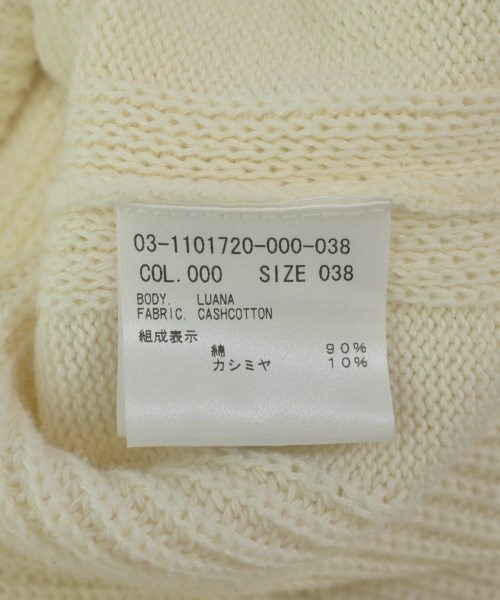 03-1101720-000-038
COL.000 SIZE 038
BODY. LUANA
FABRIC. CASHCOTTON
組成表示
綿 90%
カシミヤ 10%